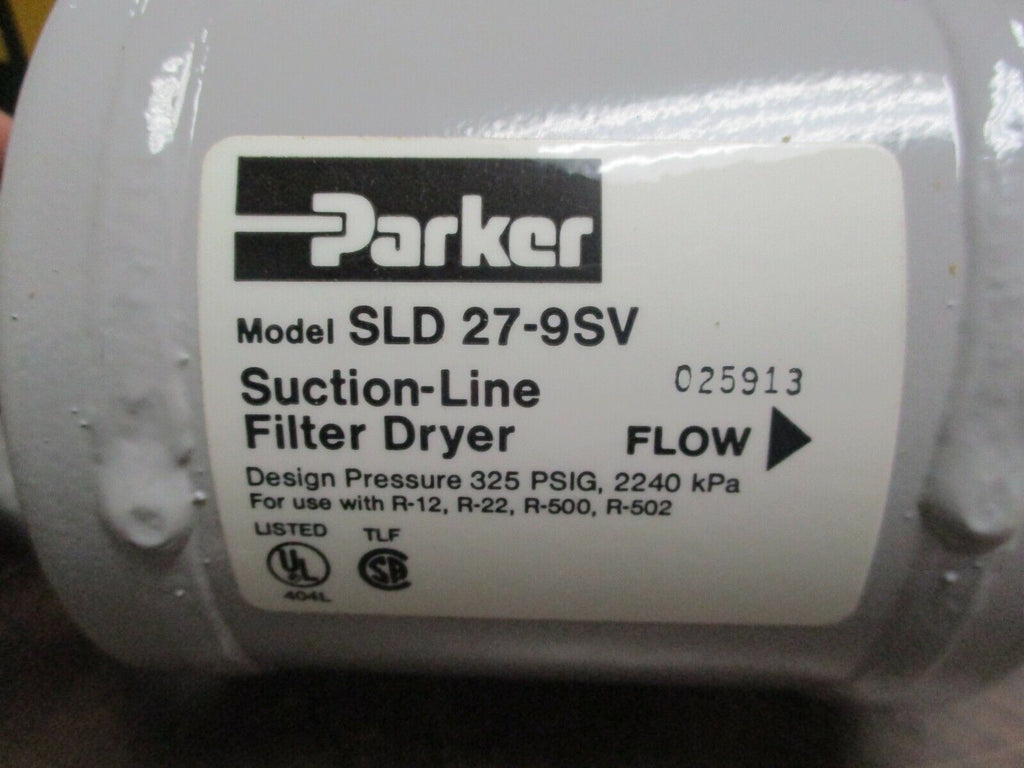 Parker
Model SLD 27-9SV
Suction-Line
025913
Filter Dryer
FLOW
Design Pressure 325 PSIG, 2240 kPa
For use with R-12, R-22, R-500, R-502
LISTED TLF
UL SA
404L